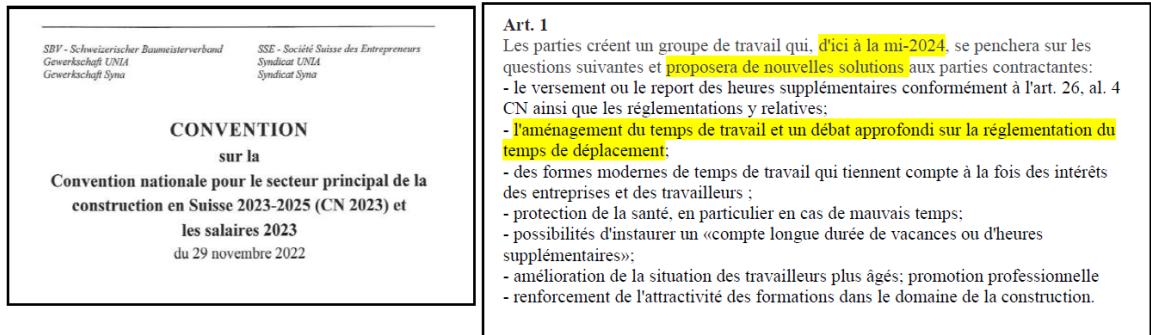 SBV - Schweizerischer Baumeisterverband
Gewerkschaft UNIA
Gewerkschaft Syna
SSE - Société Suisse des Entrepreneurs
Syndicat UNIA
Syndicat Syna
CONVENTION
sur la
Convention nationale pour le secteur principal de la
construction en Suisse 2023-2025 (CN 2023) et
les salaires 2023
du 29 novembre 2022
Art. 1
Les parties créent un groupe de travail qui, d'ici à la mi-2024, se penchera sur les
questions suivantes et proposera de nouvelles solutions aux parties contractantes:
- le versement ou le report des heures supplémentaires conformément à l'art. 26, al. 4
CN ainsi que les réglementations y relatives;
- l'aménagement du temps de travail et un débat approfondi sur la réglementation du
temps de déplacement;
- des formes modernes de temps de travail qui tiennent compte à la fois des intérêts
des entreprises et des travailleurs ;
- protection de la santé, en particulier en cas de mauvais temps;
- possibilités d'instaurer un «compte longue durée de vacances ou d'heures
supplémentaires»;
- amélioration de la situation des travailleurs plus âgés; promotion professionnelle
- renforcement de l'attractivité des formations dans le domaine de la construction.